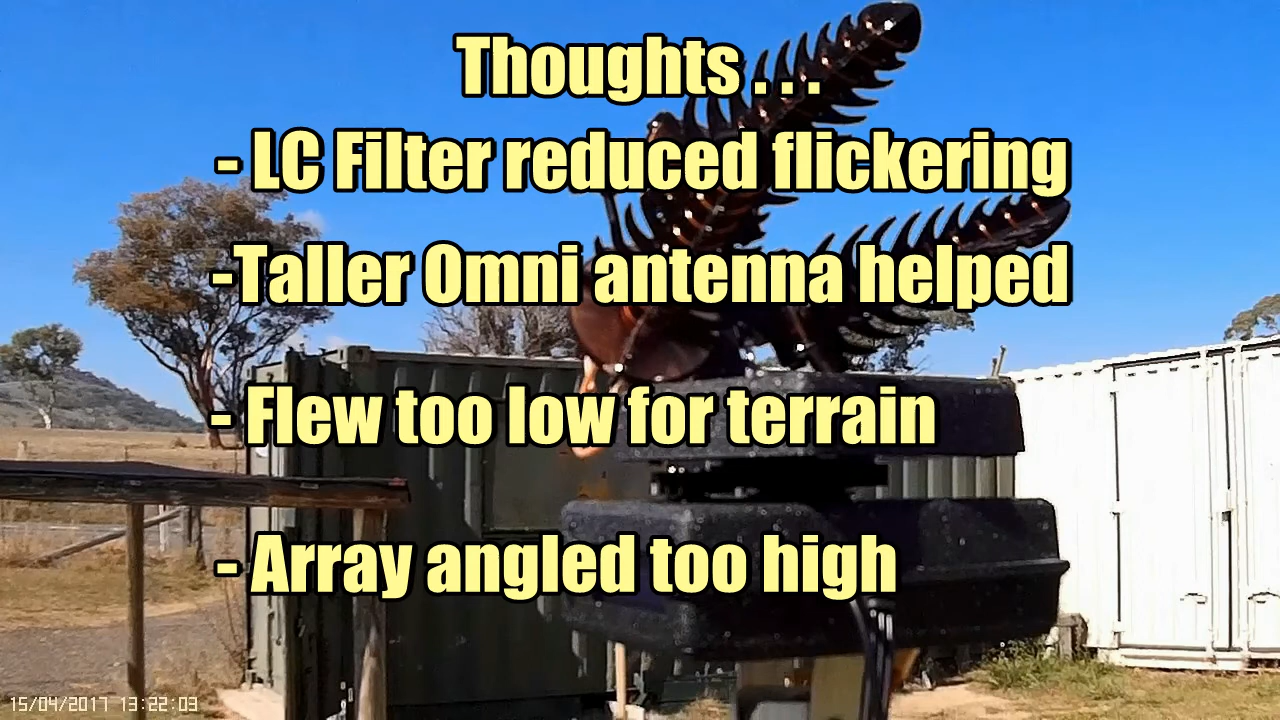 Thoughts . . .
- LC Filter reduced flickering
-Taller Omni antenna helped
- Flew too low for terrain
- Array angled too high
15/04/2017 13:22:03